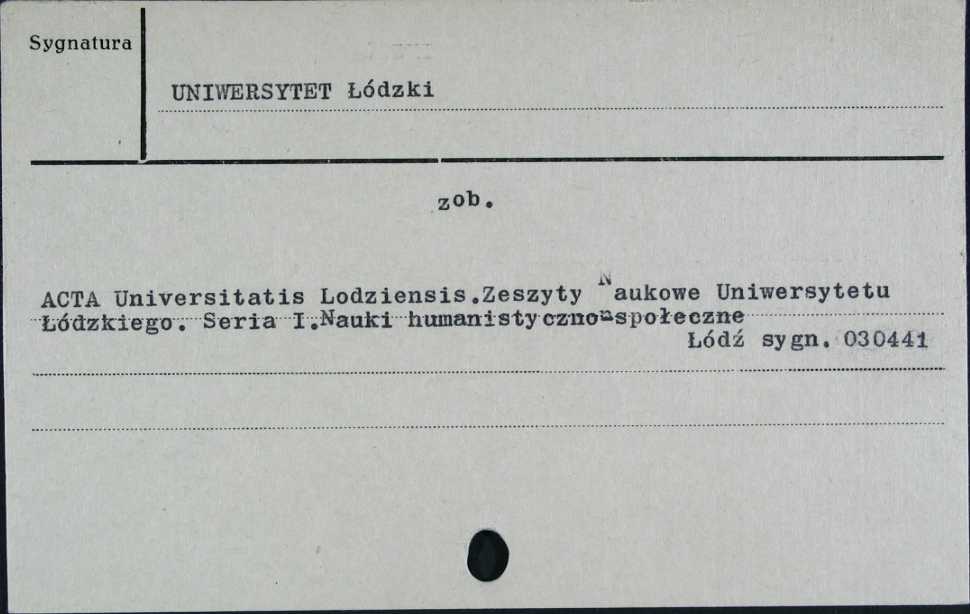 Sygnatura
UNIWERSYTET Łódzki
zob.
ACTA Universitatis Lodziensis.Zeszyty Naukowe Uniwersytetu
Łódzkiego. Seria I.Nauki humanistyczno-społeczne
Łódź sygn. 030441